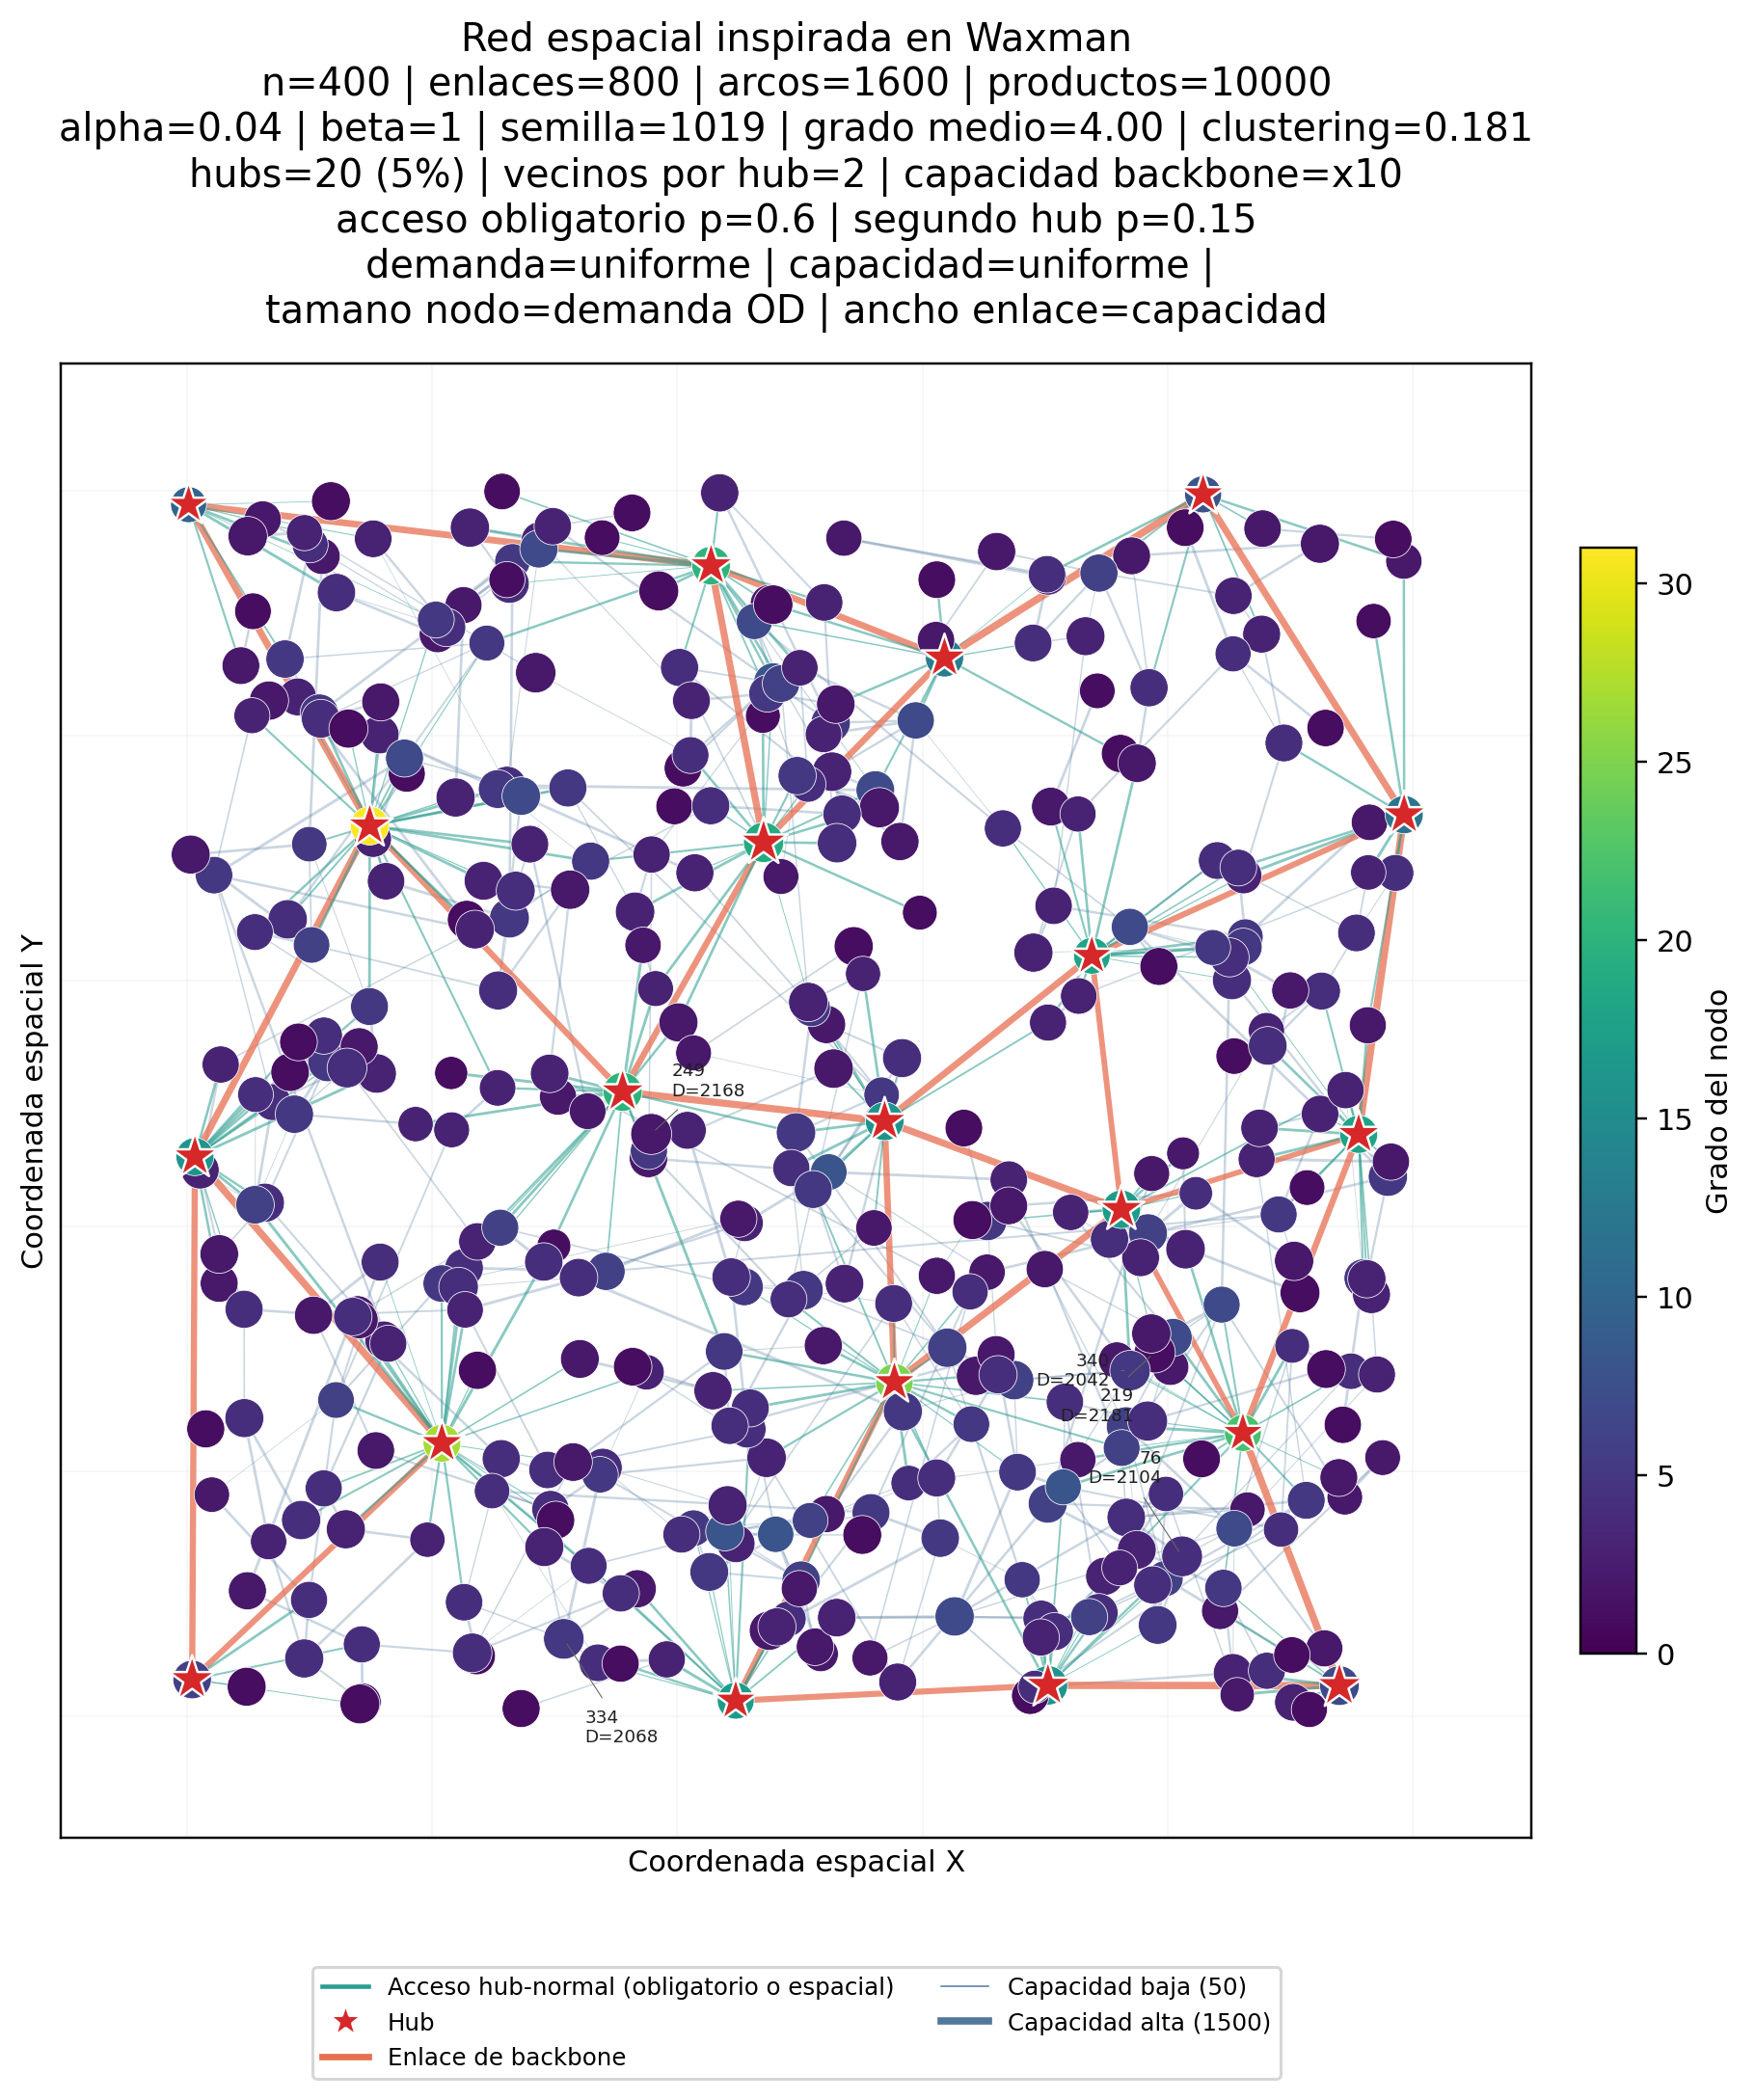 Red espacial inspirada en Waxman
n=400 | enlaces=800 | arcos=1600 | productos=10000
alpha=0.04 | beta=1 | semilla=1019 | grado medio=4.00 | clustering=0.181
hubs=20 (5%) | vecinos por hub=2 | capacidad backbone=x10
acceso obligatorio p=0.6 | segundo hub p=0.15
demanda=uniforme | capacidad=uniforme |
tamano nodo=demanda OD | ancho enlace=capacidad
30
25
20
15
10
5
0
Grado del nodo
Coordenada espacial Y
249
D=2168
D=2042
219
D=2181
76
D=2104
334
D=2068
Coordenada espacial X
Acceso hub-normal (obligatorio o espacial)
Hub
Enlace de backbone
Capacidad baja (50)
Capacidad alta (1500)